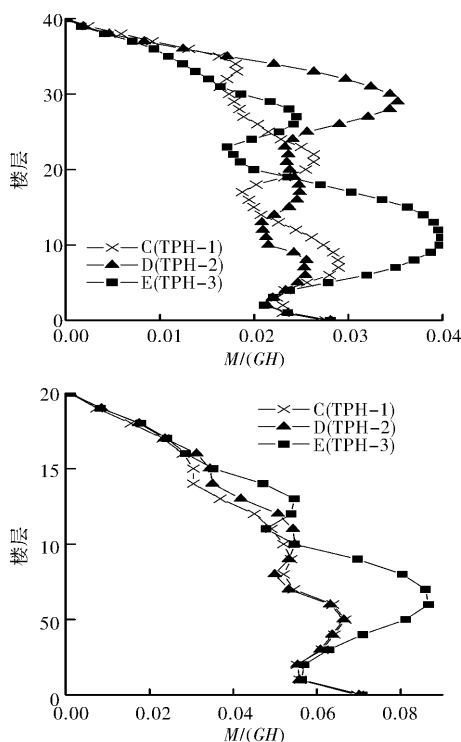 40
30
20
10
0
楼层
C(TPH-1)
D(TPH-2)
E(TPH-3)
0.00 0.01 0.02 0.03 0.04
M/(GH)
20
15
10
50
0
楼层
C(TPH-1)
D(TPH-2)
E(TPH-3)
0.00 0.02 0.04 0.06 0.08
M/(GH)